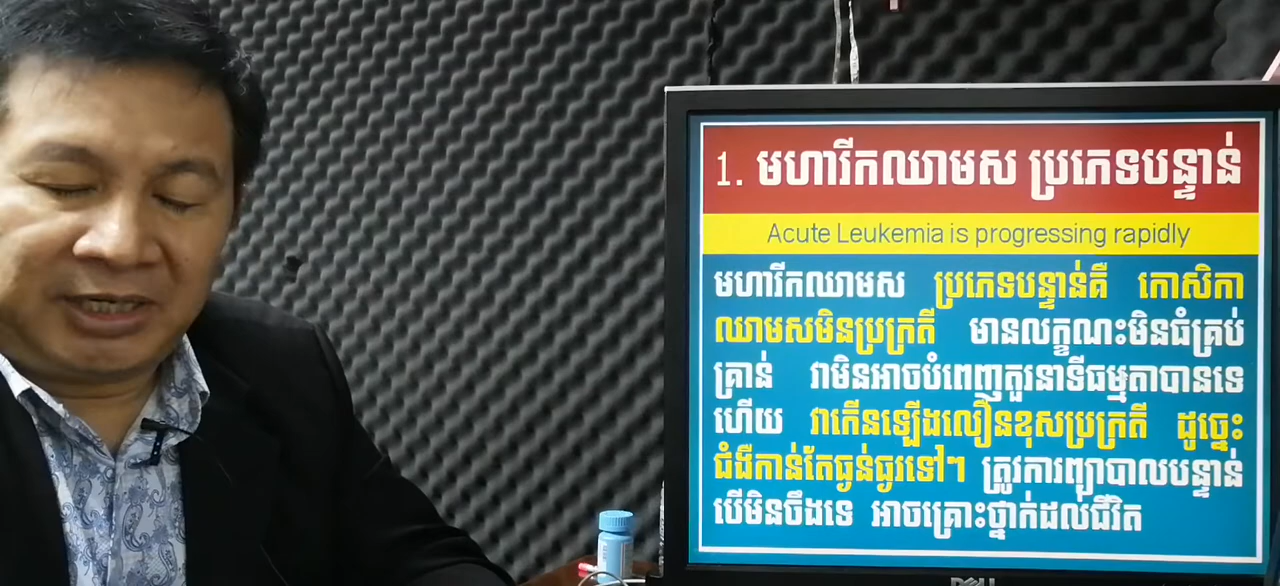 1. មហារីកឈាមស ប្រភេទបន្ទាន់
Acute Leukemia is progressing rapidly
មហារីកឈាមស ប្រភេទបន្ទាន់គឺ កោសិកា
ឈាមសមិនប្រក្រតី មានលក្ខណះមិនធំគ្រប់
គ្រាន់ វាមិនអាចបំពេញតួរនាទីធម្មតាបានទេ
ហើយ វាកើនឡើងលឿនខុសប្រក្រតី ដូច្នេះ
ជំងឺកាន់តែធ្ងន់ធ្ងរទៅៗ ត្រូវការព្យាបាលបន្ទាន់
បើមិនចឹងទេ អាចគ្រោះថ្នាក់ដល់ជីវិត